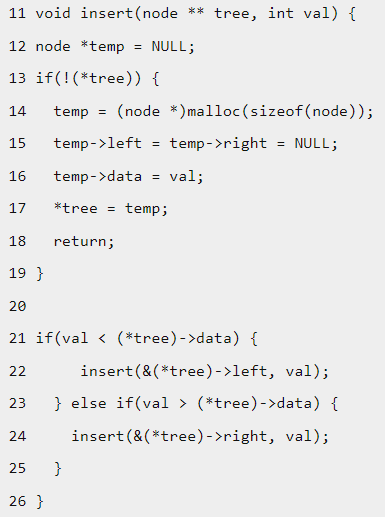 11 void insert(node ** tree, int val) {
12 node *temp = NULL;
13 if(!(*tree)) {
14   temp = (node *)malloc(sizeof(node));
15   temp->left = temp->right = NULL;
16   temp->data = val;
17   *tree = temp;
18   return;
19 }
20
21 if(val < (*tree)->data) {
22      insert(&(*tree)->left, val);
23   } else if(val > (*tree)->data) {
24     insert(&(*tree)->right, val);
25   }
26 }